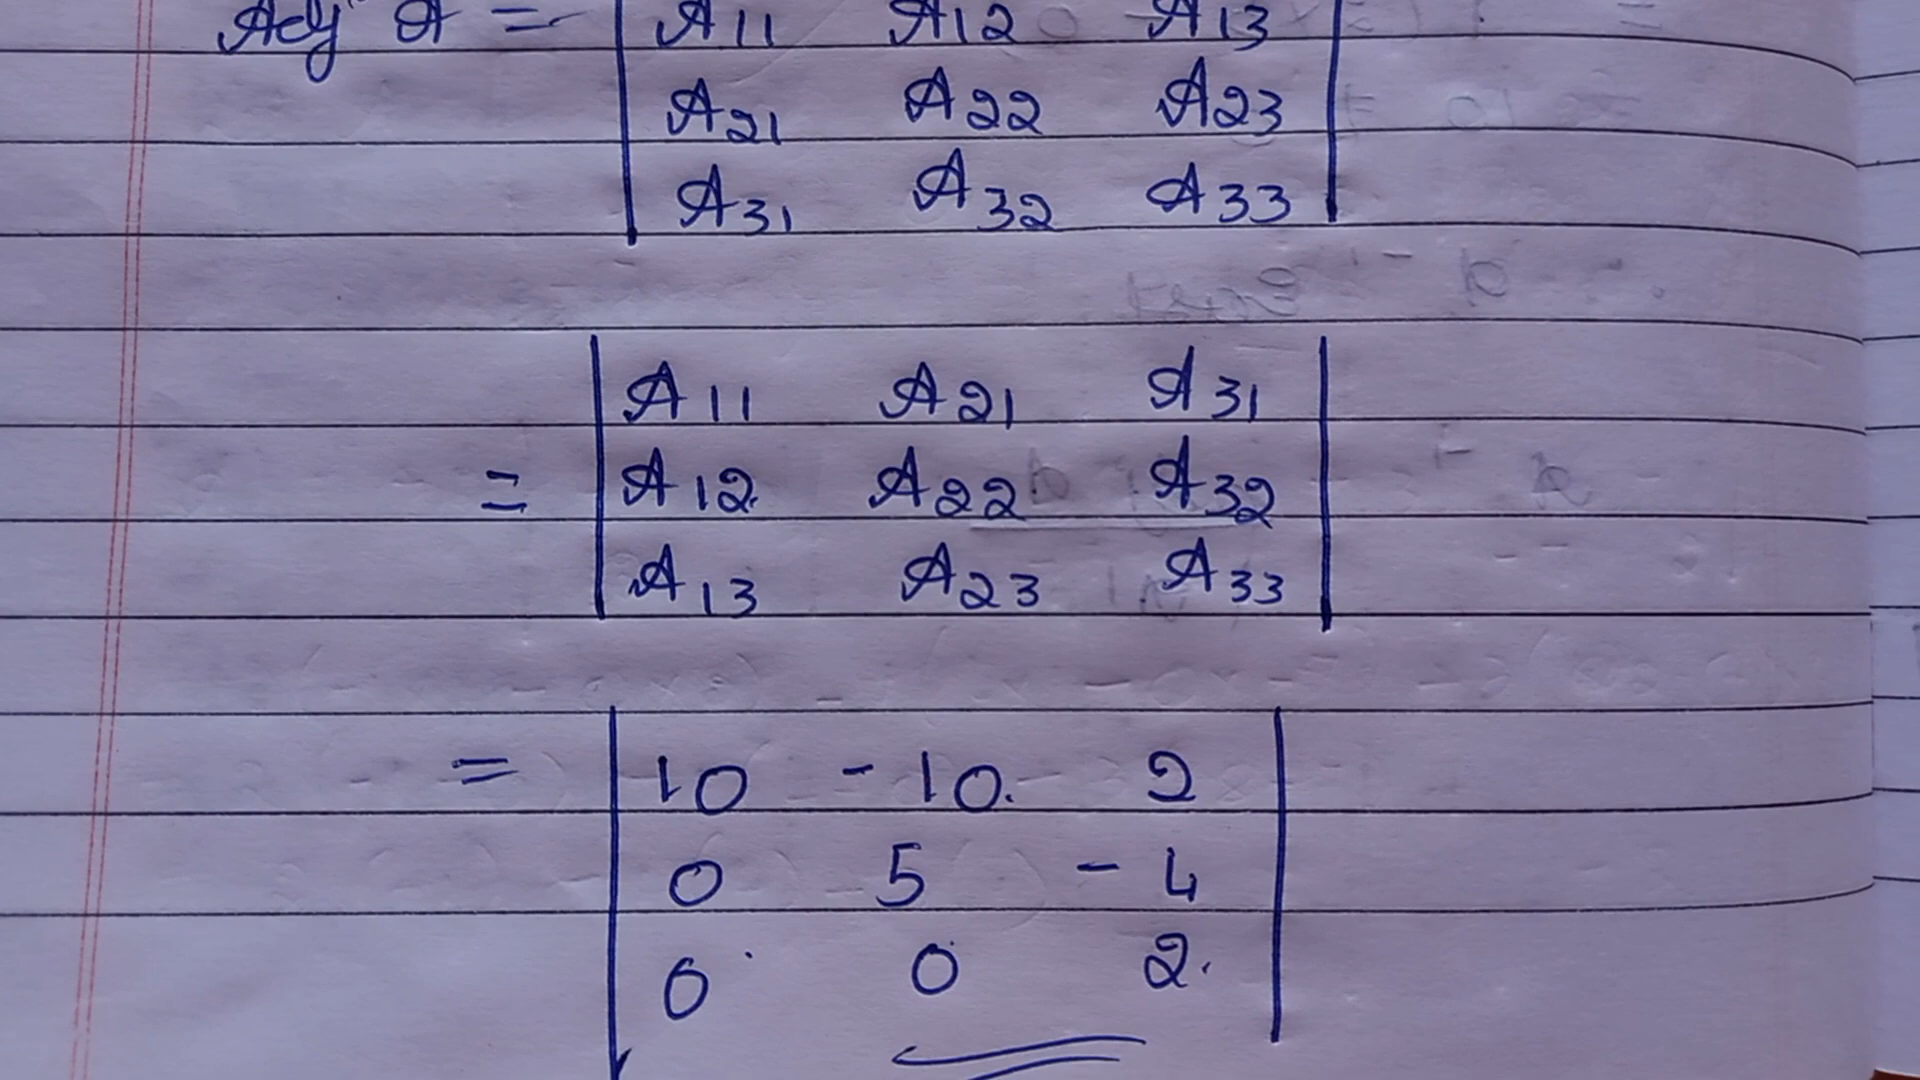 Adj A = | A11 A12 A13 |
| A21 A22 A23 |
| A31 A32 A33 |
| A11 A21 A31 |
= | A12 A22 A32 |
| A13 A23 A33 |
= | 10 -10. 2 |
| 0 5 -4 |
| 0 0 2. |